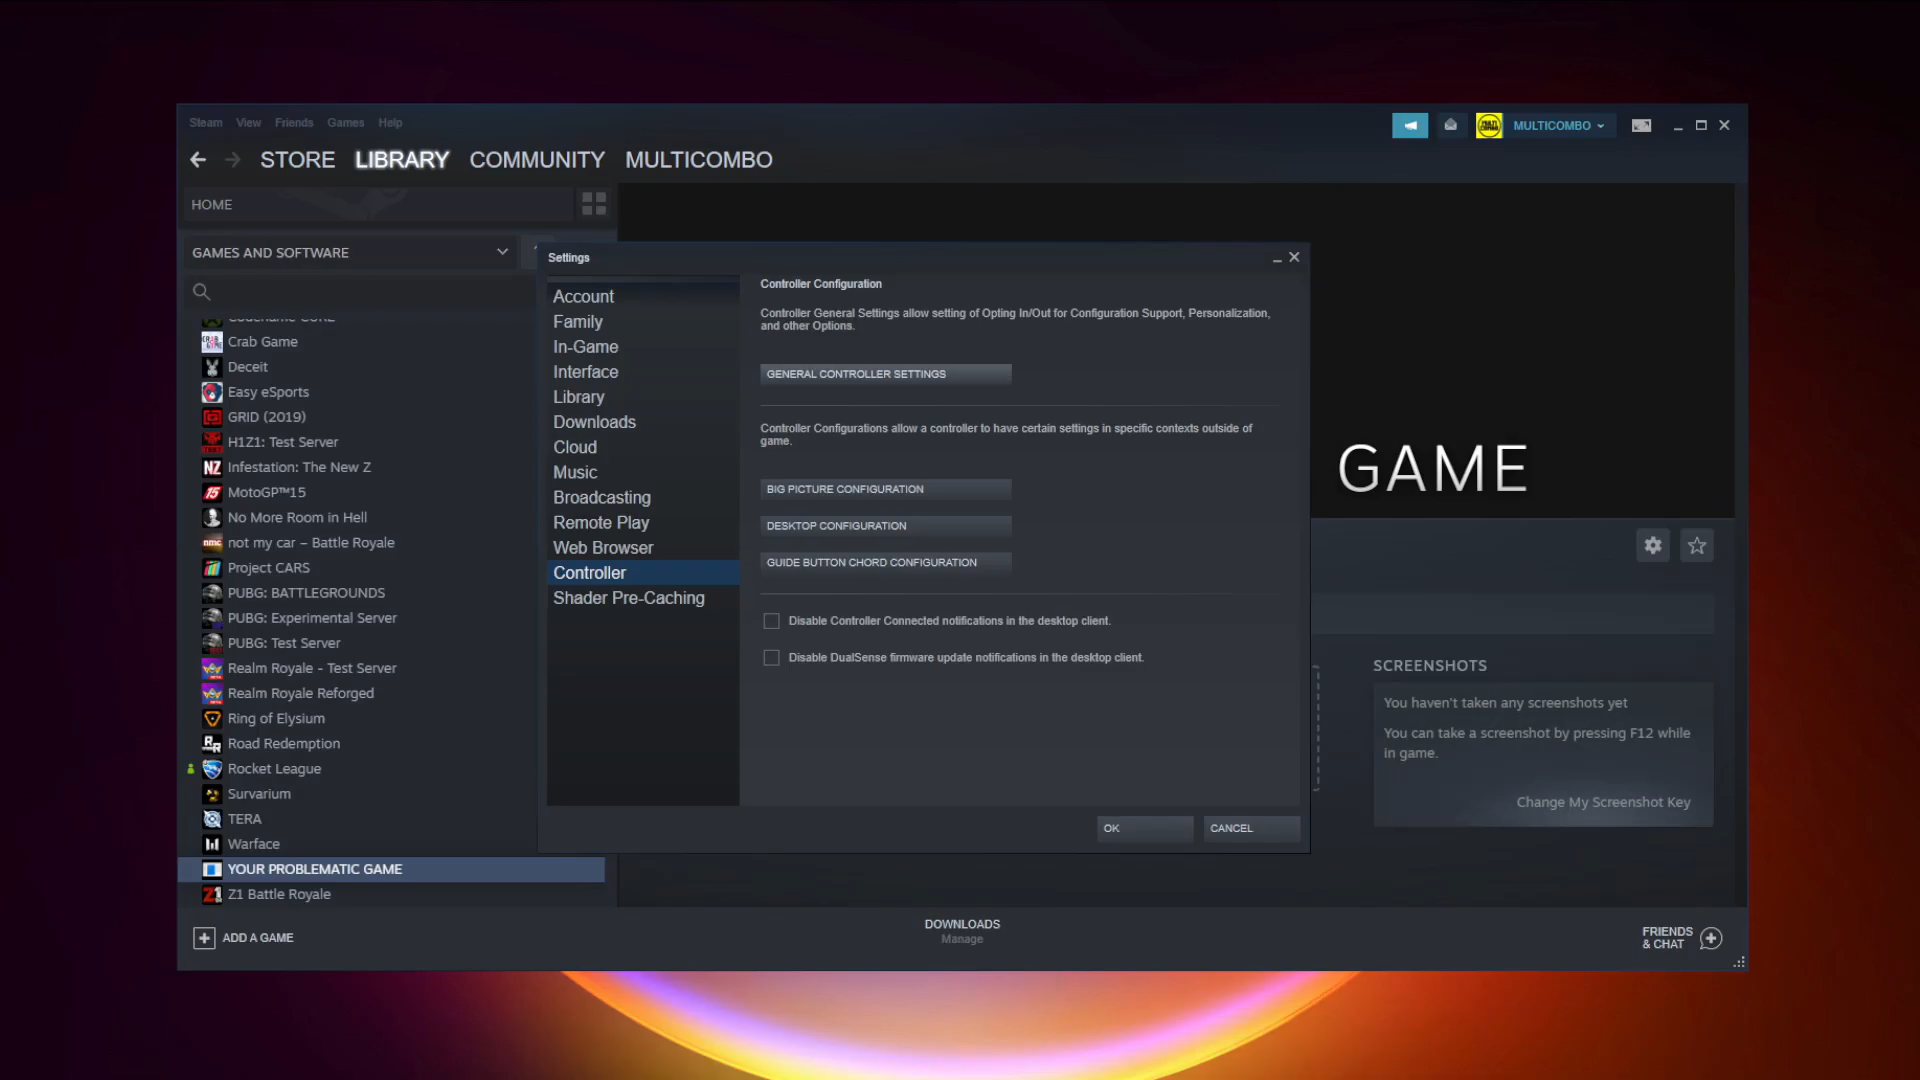 Steam View Friends Games Help
MULTICOMBO
STORE LIBRARY COMMUNITY MULTICOMBO
HOME
GAMES AND SOFTWARE
Crab Game
Deceit
Easy eSports
GRID (2019)
H1Z1: Test Server
Infestation: The New Z
MotoGP™15
No More Room in Hell
not my car – Battle Royale
Project CARS
PUBG: BATTLEGROUNDS
PUBG: Experimental Server
PUBG: Test Server
Realm Royale - Test Server
Realm Royale Reforged
Ring of Elysium
Road Redemption
Rocket League
Survarium
TERA
Warface
YOUR PROBLEMATIC GAME
Z1 Battle Royale
ADD A GAME
Settings
Account
Family
In-Game
Interface
Library
Downloads
Cloud
Music
Broadcasting
Remote Play
Web Browser
Controller
Shader Pre-Caching
Controller Configuration
Controller General Settings allow setting of Opting In/Out for Configuration Support, Personalization,
and other Options.
GENERAL CONTROLLER SETTINGS
Controller Configurations allow a controller to have certain settings in specific contexts outside of
game.
BIG PICTURE CONFIGURATION
DESKTOP CONFIGURATION
GUIDE BUTTON CHORD CONFIGURATION
Disable Controller Connected notifications in the desktop client.
Disable DualSense firmware update notifications in the desktop client.
OK CANCEL
GAME
SCREENSHOTS
You haven't taken any screenshots yet
You can take a screenshot by pressing F12 while
in game.
Change My Screenshot Key
DOWNLOADS
Manage
FRIENDS
& CHAT